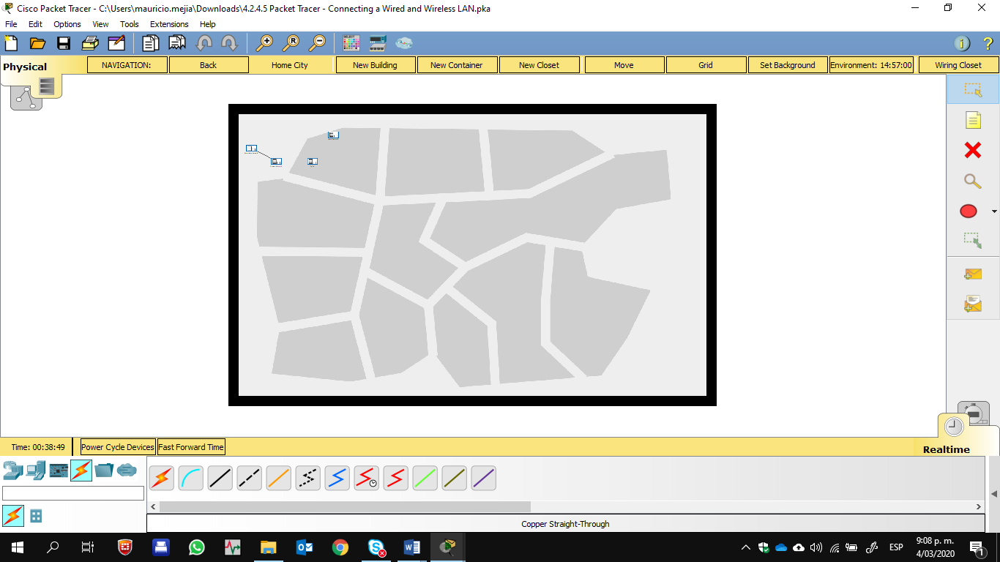 Cisco Packet Tracer - C:\Users\mauricio.mejia\Downloads\4.2.4.5 Packet Tracer - Connecting a Wired and Wireless LAN.pka
File Edit Options View Tools Extensions Help
Physical
NAVIGATION: Back Home City New Building New Container New Closet Move Grid Set Background Environment: 14:57:00 Wiring Closet
Time: 00:38:49 Power Cycle Devices Fast Forward Time
Realtime
Copper Straight-Through
ESP
9:08 p. m.
4/03/2020